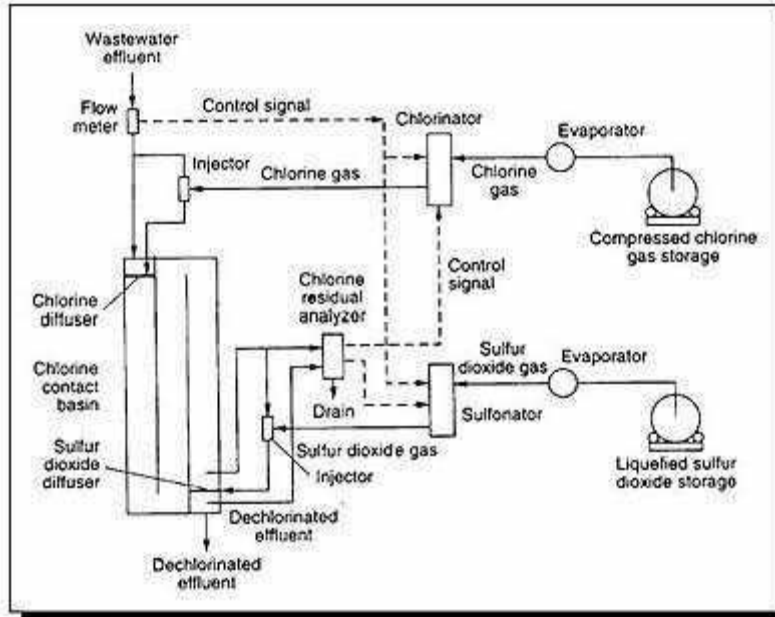 Wastewater
effluent
Flow
meter
Control signal
Chlorinator
Evaporator
Injector
Chlorine gas
Chlorine
gas
Compressed chlorine
gas storage
Control
signal
Chlorine
diffuser
Chlorine
residual
analyzer
Chlorine
contact
basin
Sulfur
dioxide gas
Evaporator
Drain
Sulfonator
Sulfur
dioxide
diffuser
Sulfur dioxide gas
Injector
Liquefied sulfur
dioxide storage
Dechlorinated
effluent
Dechlorinated
effluent